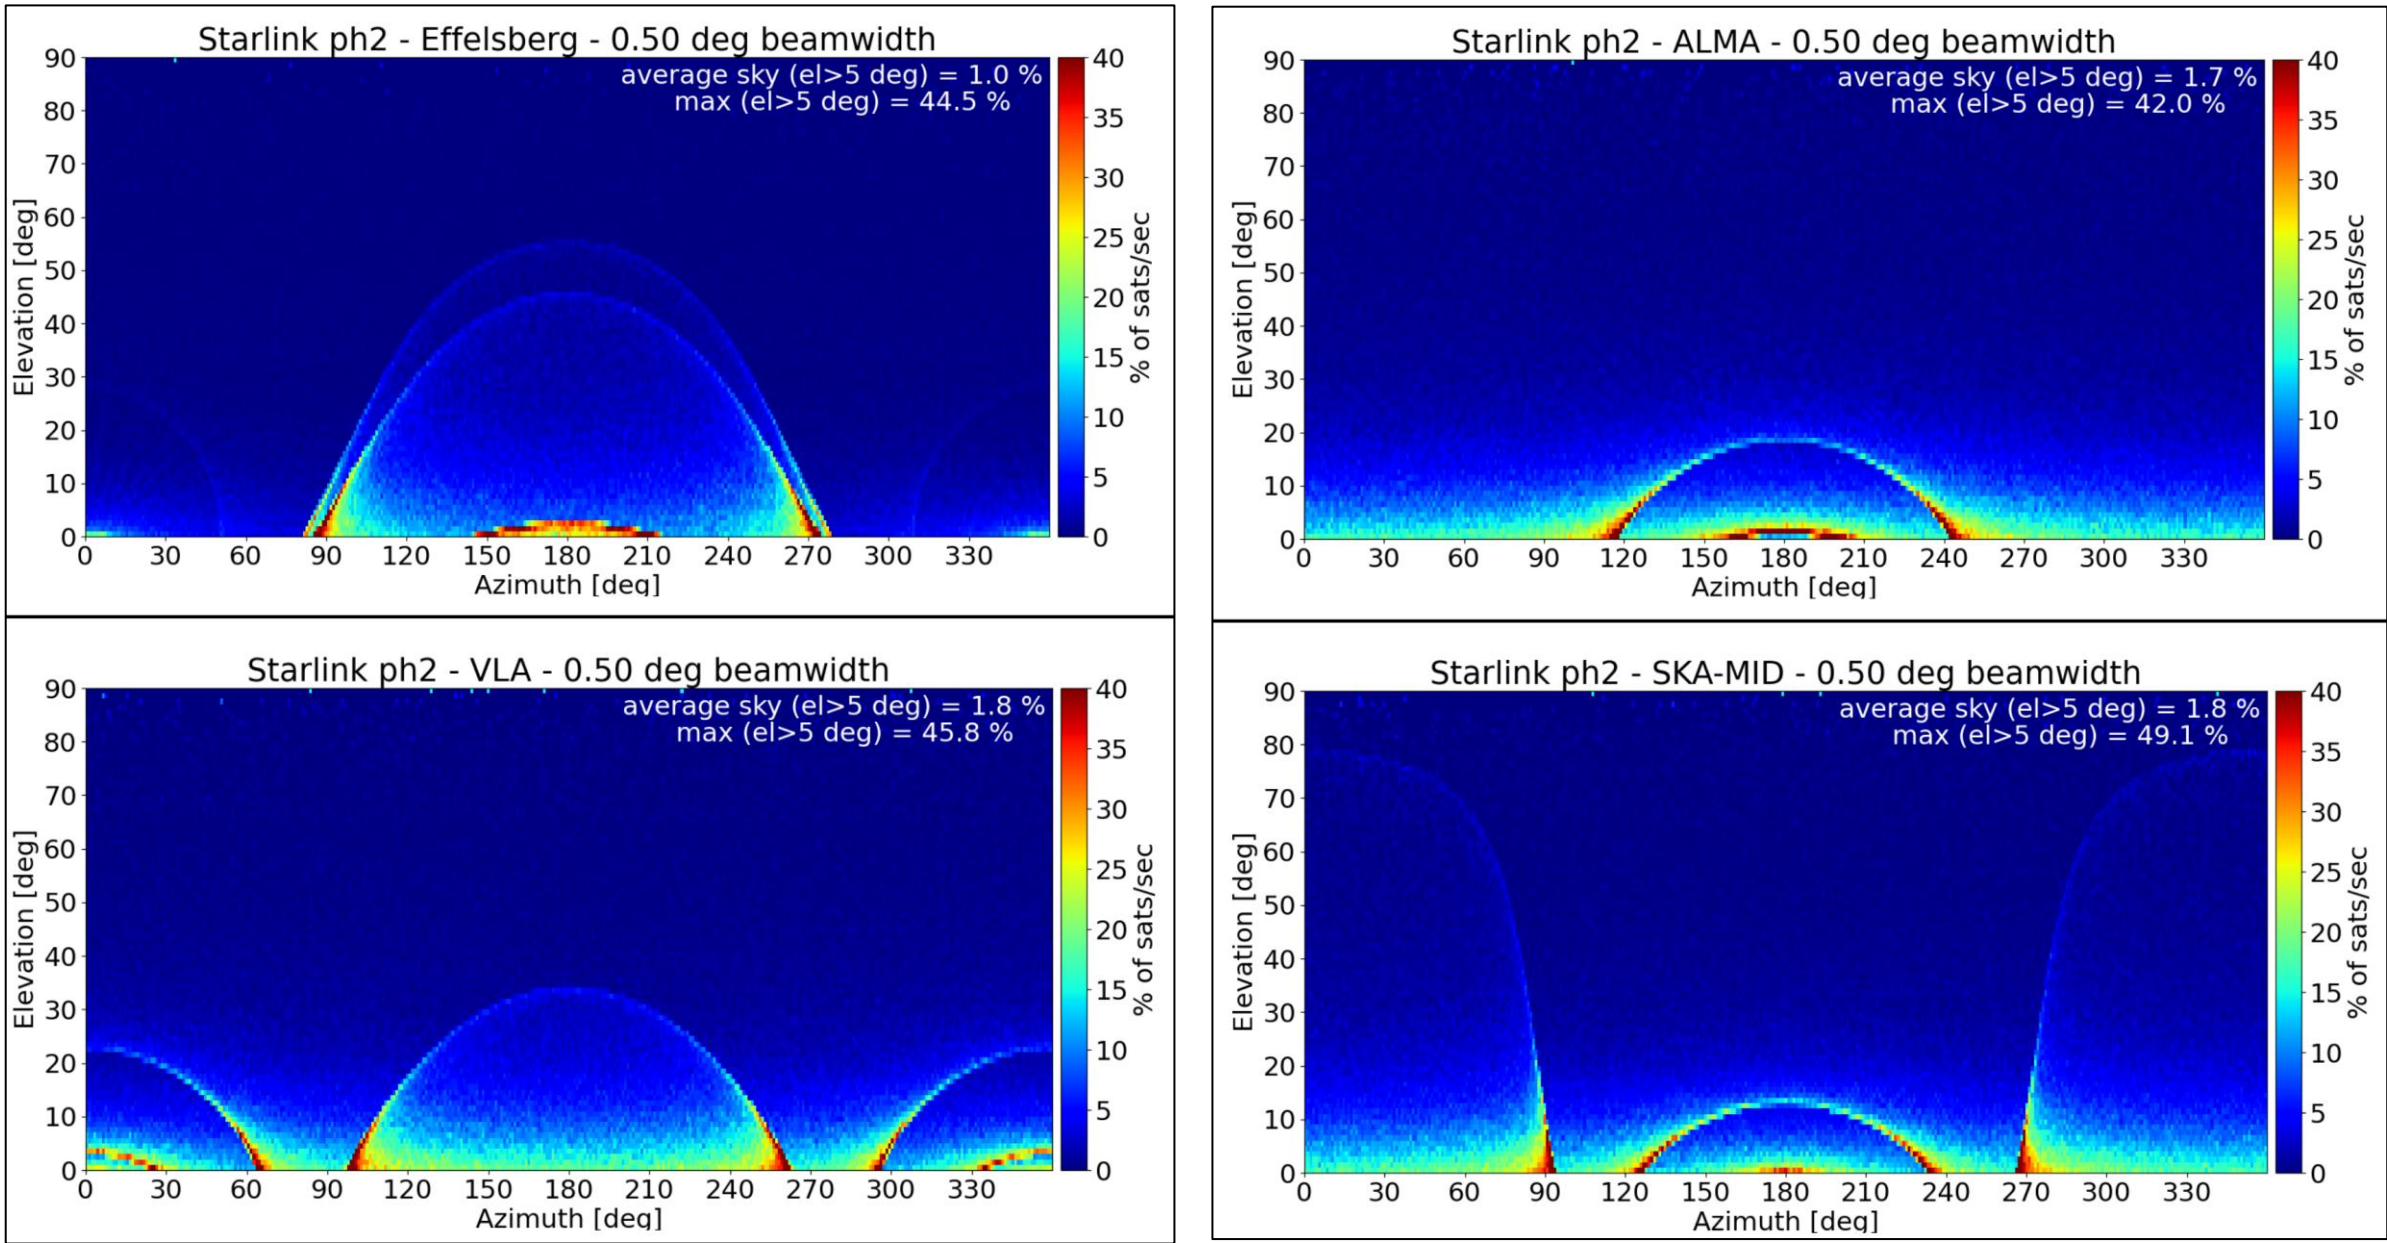 Starlink ph2 - Effelsberg - 0.50 deg beamwidth
average sky (el>5 deg) = 1.0 %
max (el>5 deg) = 44.5 %
Elevation [deg]
90
80
70
60
50
40
30
20
10
0
0 30 60 90 120 150 180 210 240 270 300 330
Azimuth [deg]
40
35
30
25
20
15
10
5
0
% of sats/sec
Starlink ph2 - ALMA - 0.50 deg beamwidth
average sky (el>5 deg) = 1.7 %
max (el>5 deg) = 42.0 %
Elevation [deg]
90
80
70
60
50
40
30
20
10
0
0 30 60 90 120 150 180 210 240 270 300 330
Azimuth [deg]
40
35
30
25
20
15
10
5
0
% of sats/sec
Starlink ph2 - VLA - 0.50 deg beamwidth
average sky (el>5 deg) = 1.8 %
max (el>5 deg) = 45.8 %
Elevation [deg]
90
80
70
60
50
40
30
20
10
0
0 30 60 90 120 150 180 210 240 270 300 330
Azimuth [deg]
40
35
30
25
20
15
10
5
0
% of sats/sec
Starlink ph2 - SKA-MID - 0.50 deg beamwidth
average sky (el>5 deg) = 1.8 %
max (el>5 deg) = 49.1 %
Elevation [deg]
90
80
70
60
50
40
30
20
10
0
0 30 60 90 120 150 180 210 240 270 300 330
Azimuth [deg]
40
35
30
25
20
15
10
5
0
% of sats/sec